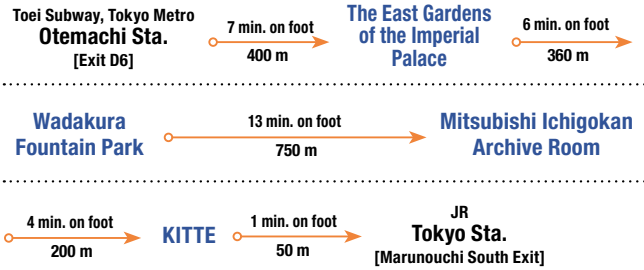 Toei Subway, Tokyo Metro
Otemachi Sta.
[Exit D6]
7 min. on foot
400 m
The East Gardens
of the Imperial
Palace
6 min. on foot
360 m
Wadakura
Fountain Park
13 min. on foot
750 m
Mitsubishi Ichigokan
Archive Room
4 min. on foot
200 m
KITTE
1 min. on foot
50 m
JR
Tokyo Sta.
[Marunouchi South Exit]